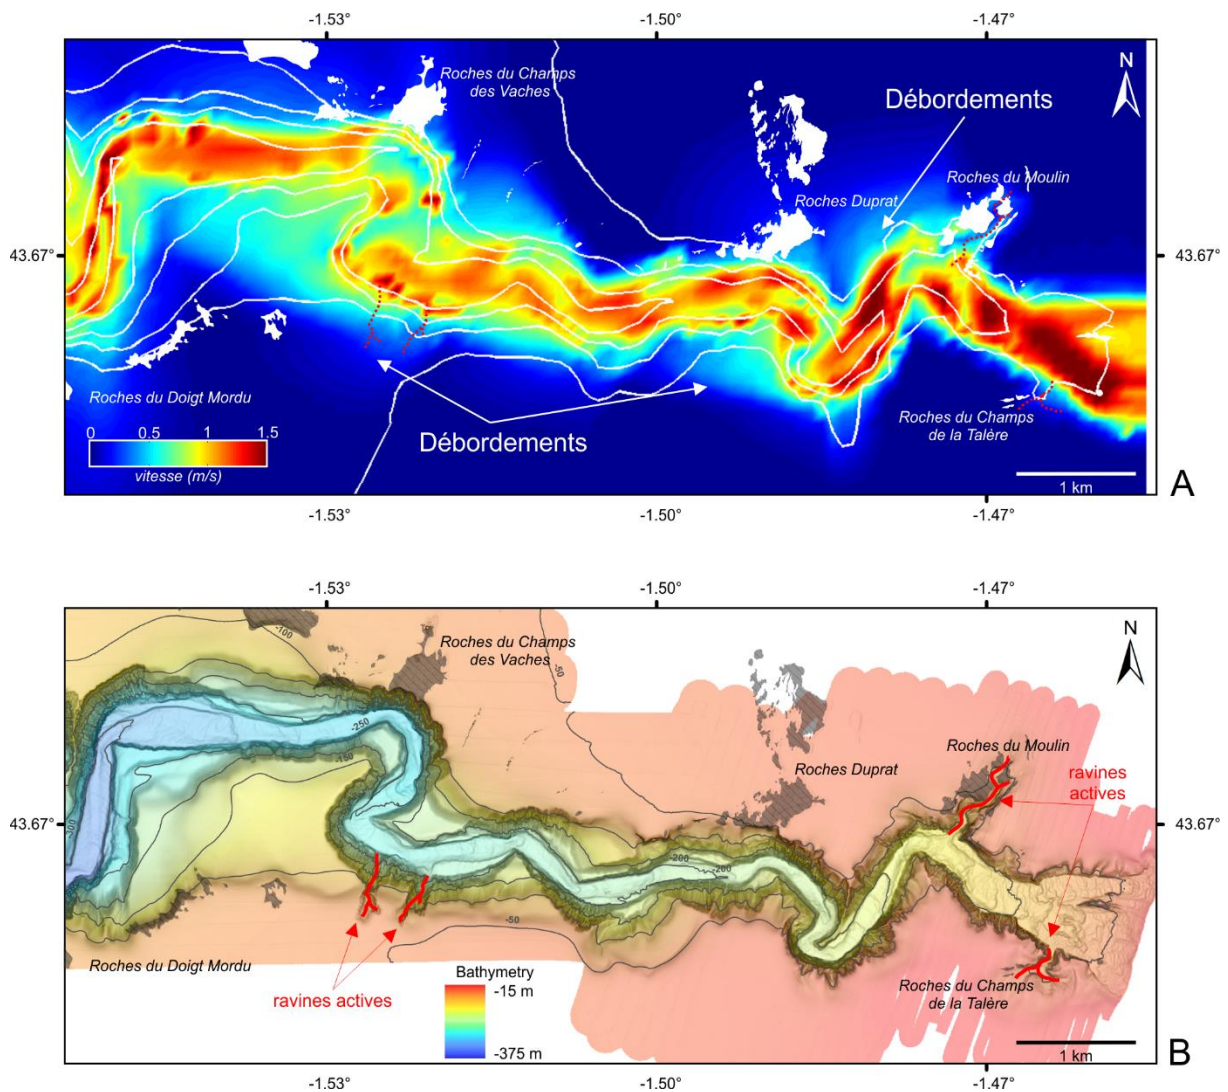 -1.53°
-1.50°
-1.47°
N
Roches du Champs
des Vaches
Débordements
Roches du Moulin
Roches Duprat
43.67°
43.67°
Roches du Doigt Mordu
Roches du Champs
de la Talère
Débordements
0
0.5
1
1.5
vitesse (m/s)
1 km
A
-1.53°
-1.50°
-1.47°
-1.53°
-1.50°
-1.47°
N
-100
Roches du Champs
des Vaches
-50
-250
-150
Roches du Moulin
ravines
actives
Roches Duprat
43.67°
43.67°
-300
-200
-200
-50
Roches du Doigt Mordu
Bathymetry
-15 m
-375 m
ravines actives
Roches du Champs
de la Talère
1 km
B
-1.53°
-1.50°
-1.47°